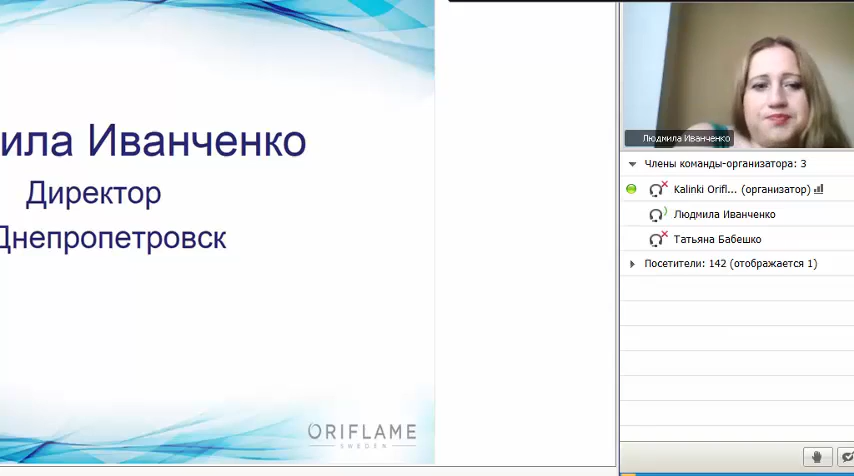 ила Иванченко
Директор
Днепропетровск
ORIFLAME
SWEDEN
Людмила Иванченко
Члены команды-организатора: 3
Kalinki Orifl... (организатор)
Людмила Иванченко
Татьяна Бабешко
Посетители: 142 (отображается 1)